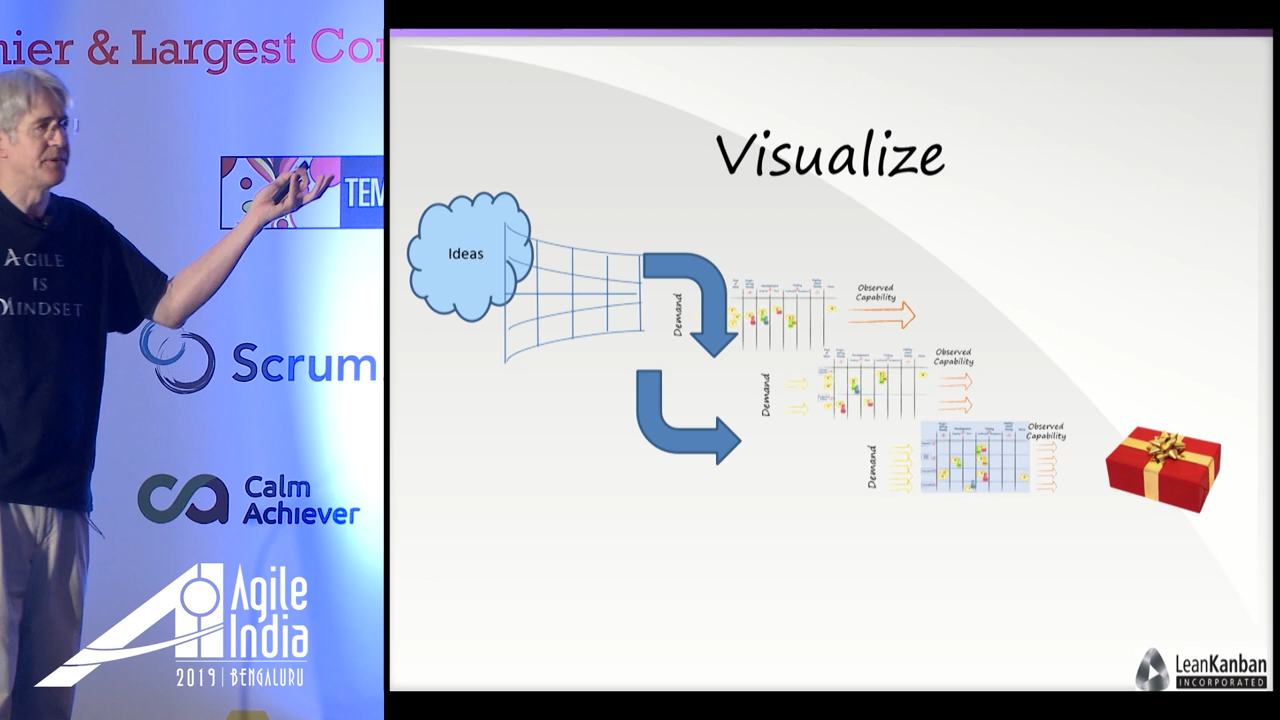 nier & Largest Co
TEM
AGILE
IS
MINDSET
Scrum
Calm
Achiever
Agile
India
2019 | BENGALURU
Visualize
Ideas
Demand
Observed
Capability
Demand
Observed
Capability
Demand
Observed
Capability
LeanKanban
INCORPORATED